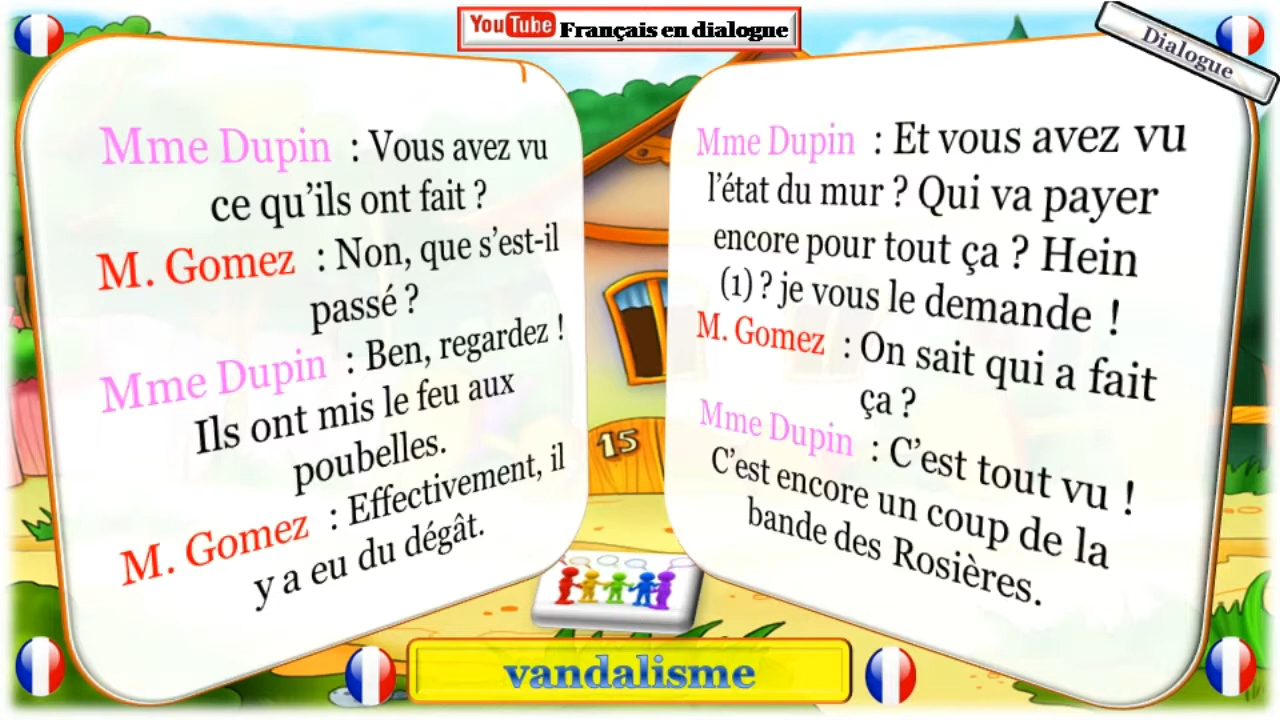 YouTube Français en dialogue
Dialogue
Mme Dupin : Vous avez vu
ce qu'ils ont fait ?
M. Gomez : Non, que s'est-il
passé ?
Mme Dupin : Ben, regardez !
Ils ont mis le feu aux
poubelles.
M. Gomez : Effectivement, il
y a eu du dégât.
Mme Dupin : Et vous avez vu
l'état du mur ? Qui va payer
encore pour tout ça ? Hein
(1) ? je vous le demande !
M. Gomez : On sait qui a fait
ça ?
Mme Dupin : C'est tout vu !
C'est encore un coup de la
bande des Rosières.
15
vandalisme